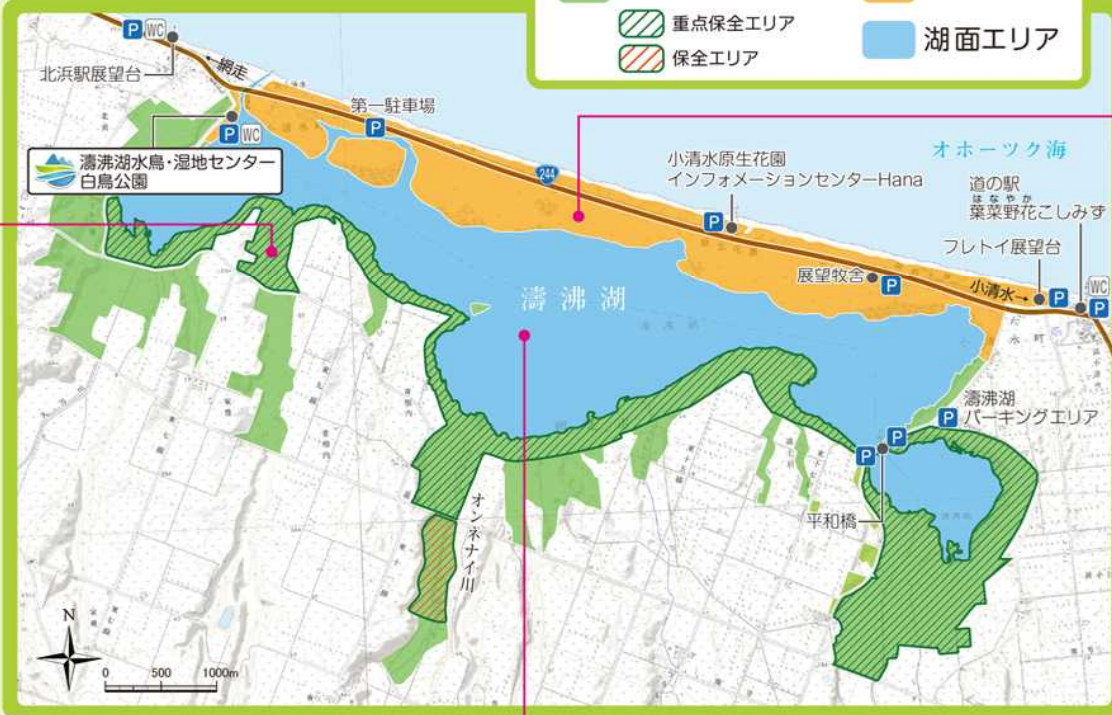 重点保全エリア
保全エリア
湖面エリア
P WC
北浜駅展望台
←網走
第一駐車場
P
P WC
濤沸湖水鳥・湿地センター
白鳥公園
244
小清水原生花園
インフォメーションセンターHana
P
オホーツク海
道の駅
はなやか
葉菜野花こしみず
フレトイ展望台
展望牧舎
P
小清水→
P
WC
P
濤沸湖
濤沸湖
パーキングエリア
P
P
P
平和橋
オンネナイ川
N
0 500 1000m